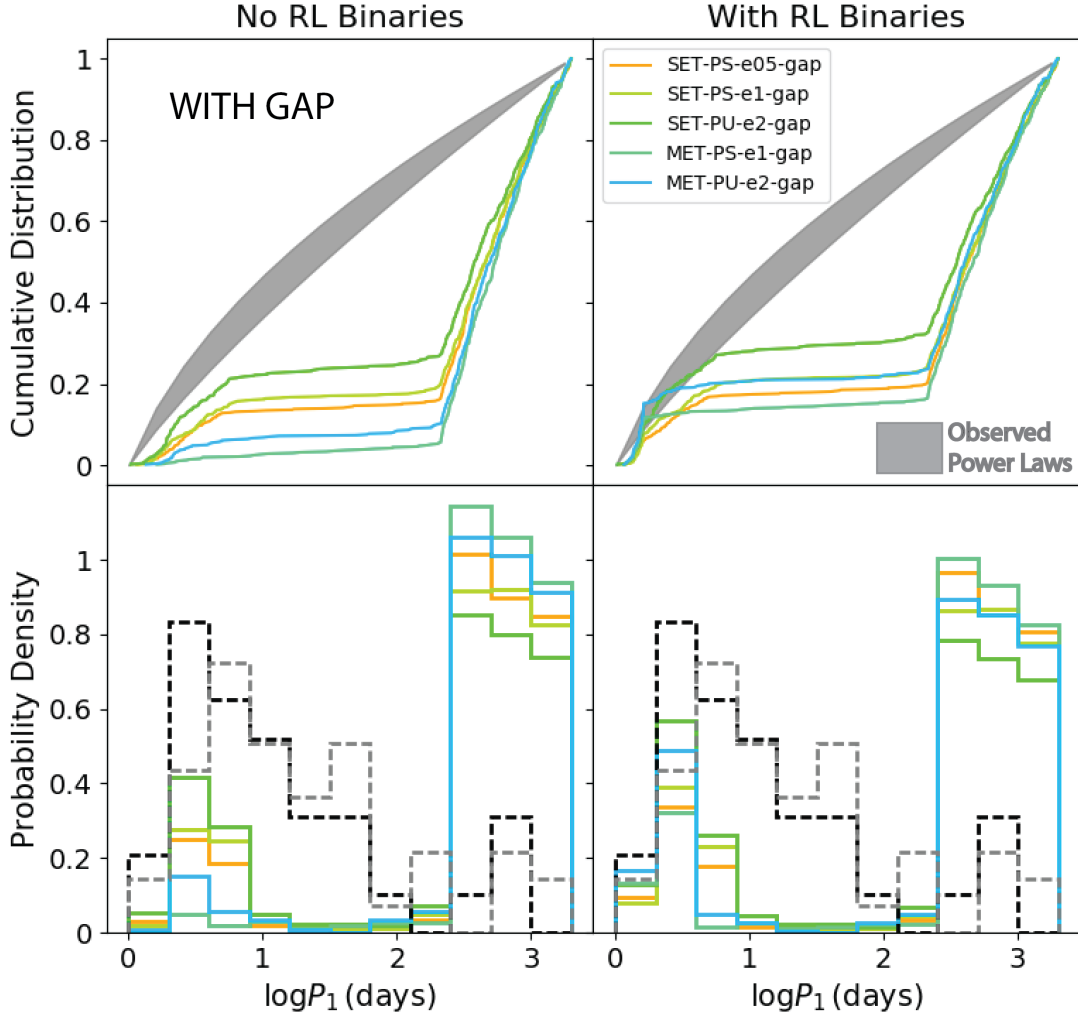 No RL Binaries
With RL Binaries
Cumulative Distribution
1
0.8
0.6
0.4
0.2
0
WITH GAP
SET-PS-e05-gap
SET-PS-e1-gap
SET-PU-e2-gap
MET-PS-e1-gap
MET-PU-e2-gap
Observed
Power Laws
Probability Density
1
0.8
0.6
0.4
0.2
0
0 1 2 3
0 1 2 3
logP₁ (days)
logP₁ (days)